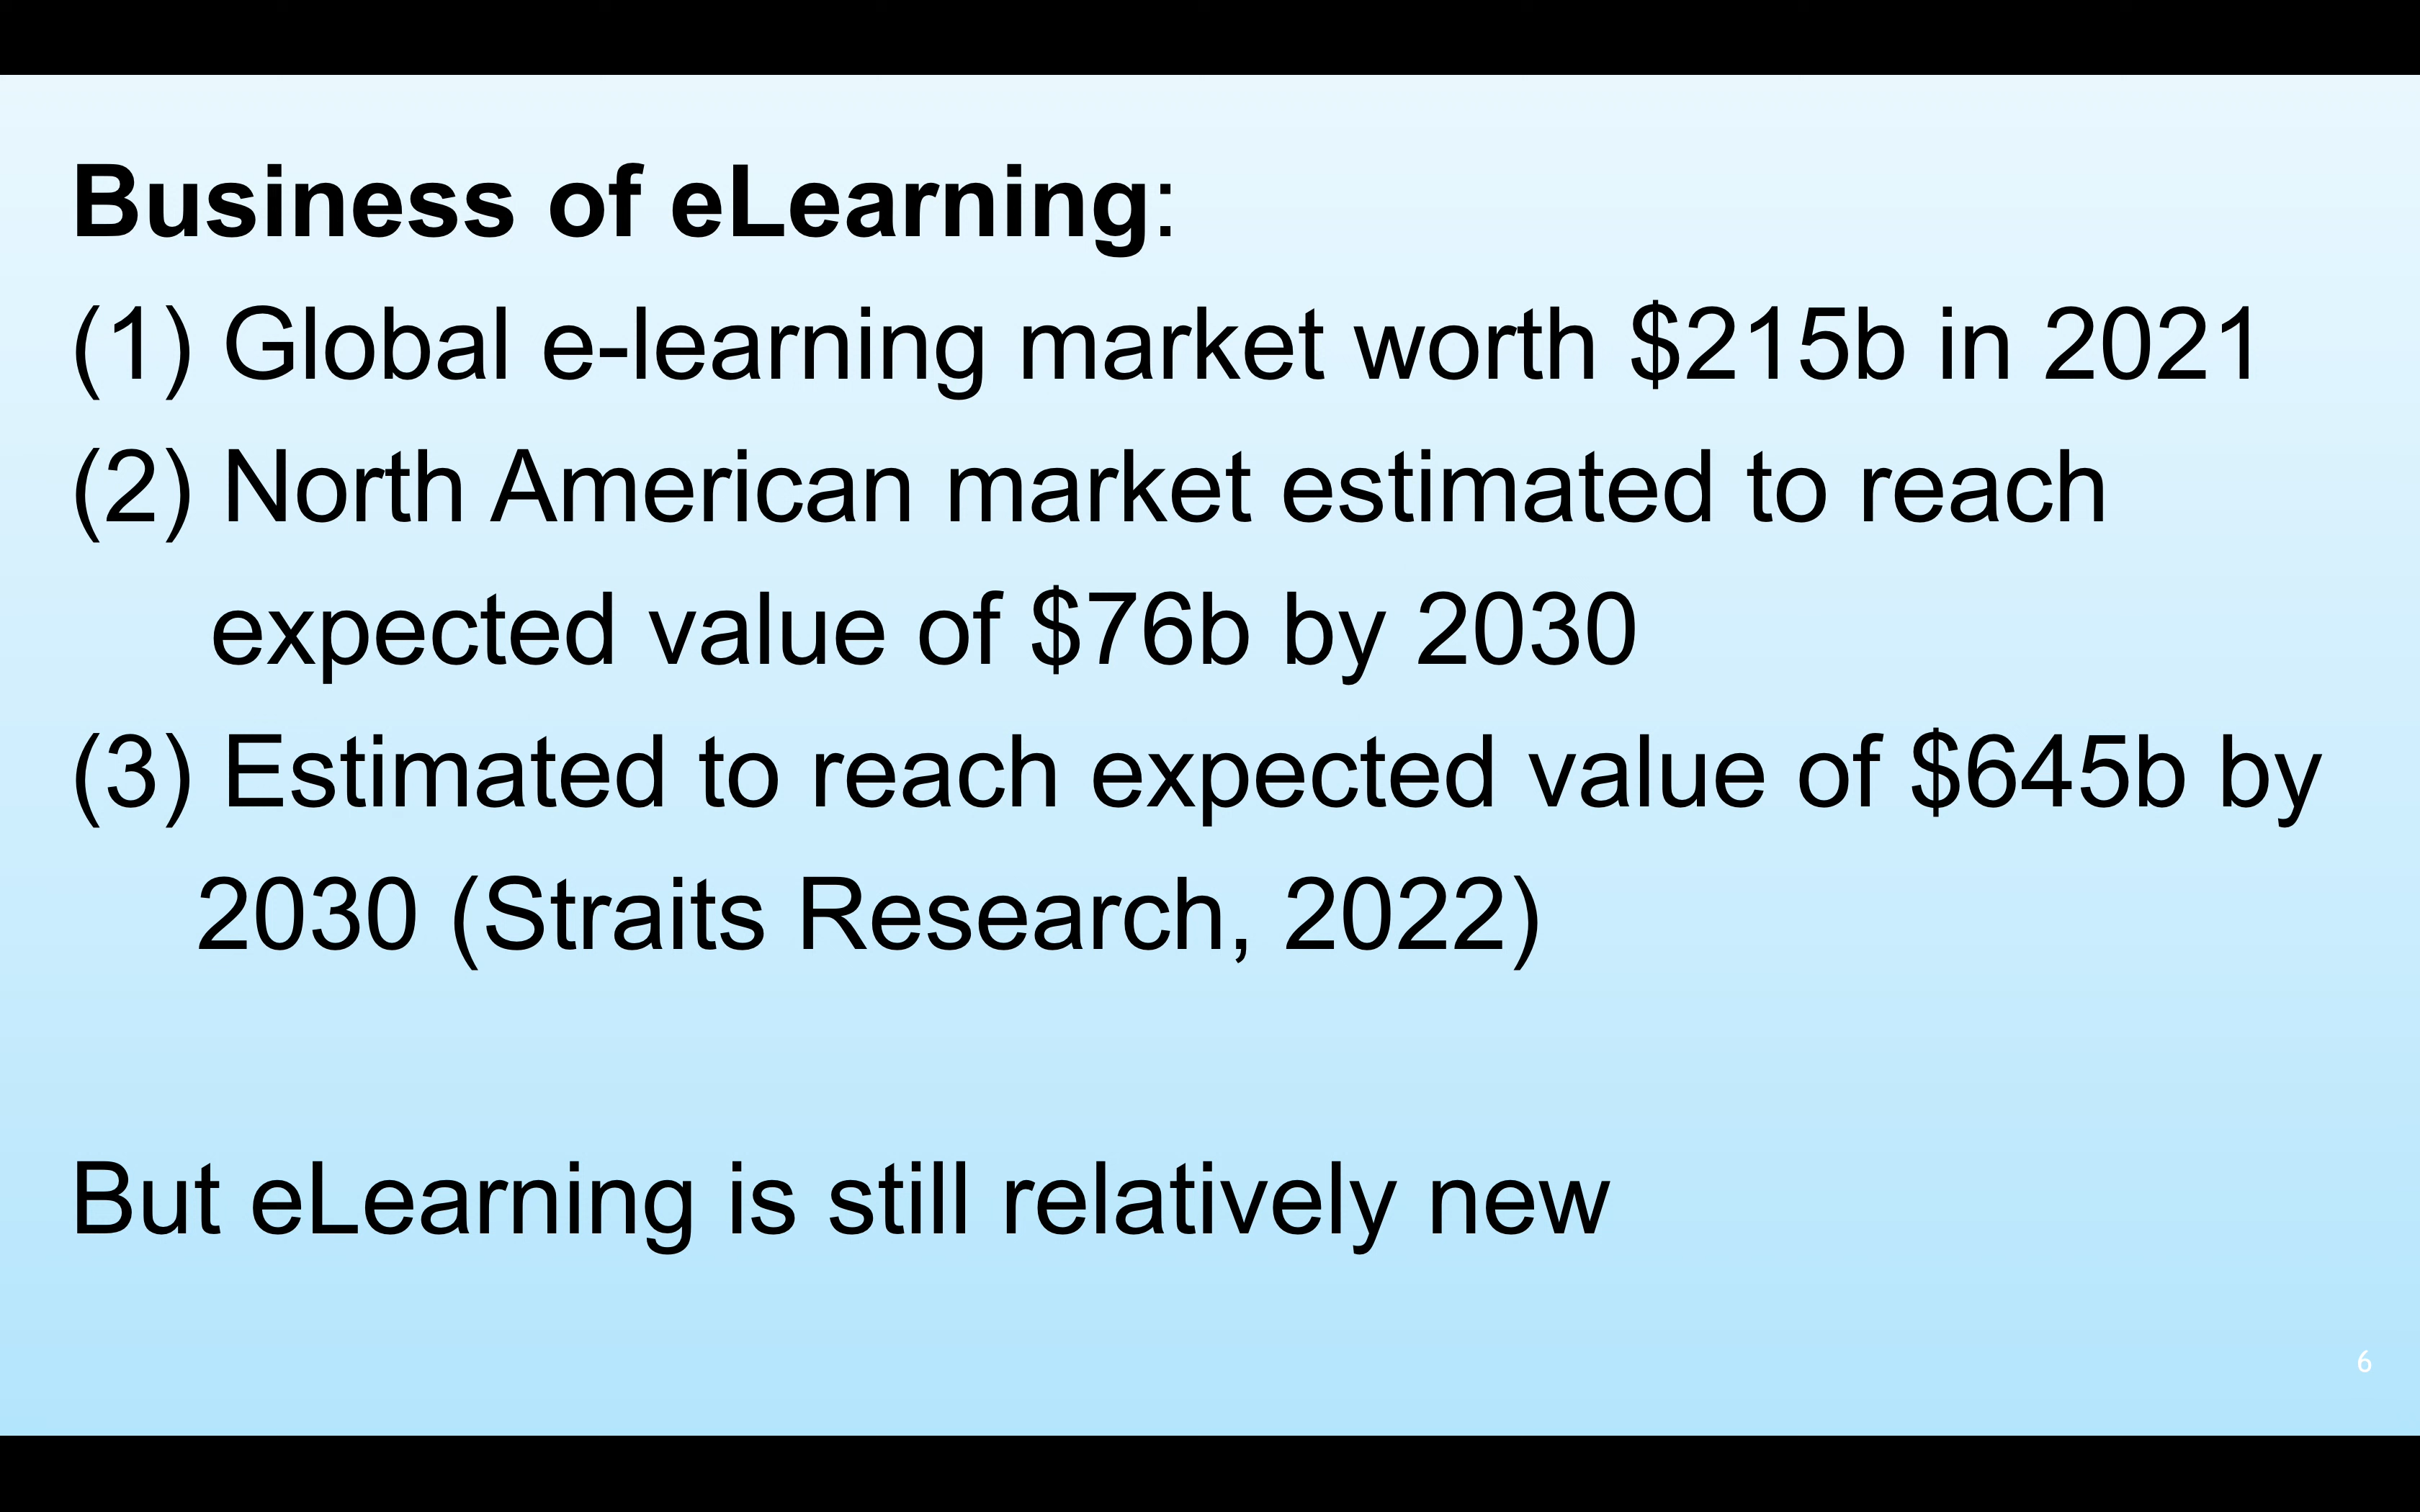 Business of eLearning:
(1) Global e-learning market worth $215b in 2021
(2) North American market estimated to reach
expected value of $76b by 2030
(3) Estimated to reach expected value of $645b by
2030 (Straits Research, 2022)
But eLearning is still relatively new
6